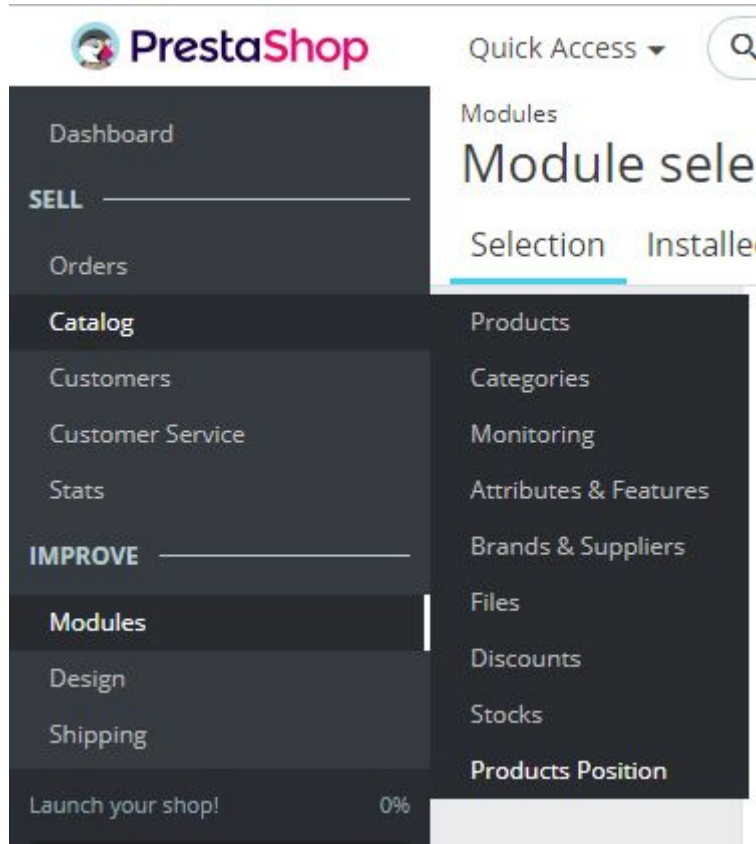 PrestaShop
Quick Access
Modules
Module sele
Selection Installe
Dashboard
SELL
Orders
Catalog
Customers
Customer Service
Stats
IMPROVE
Modules
Design
Shipping
Launch your shop! 0%
Products
Categories
Monitoring
Attributes & Features
Brands & Suppliers
Files
Discounts
Stocks
Products Position